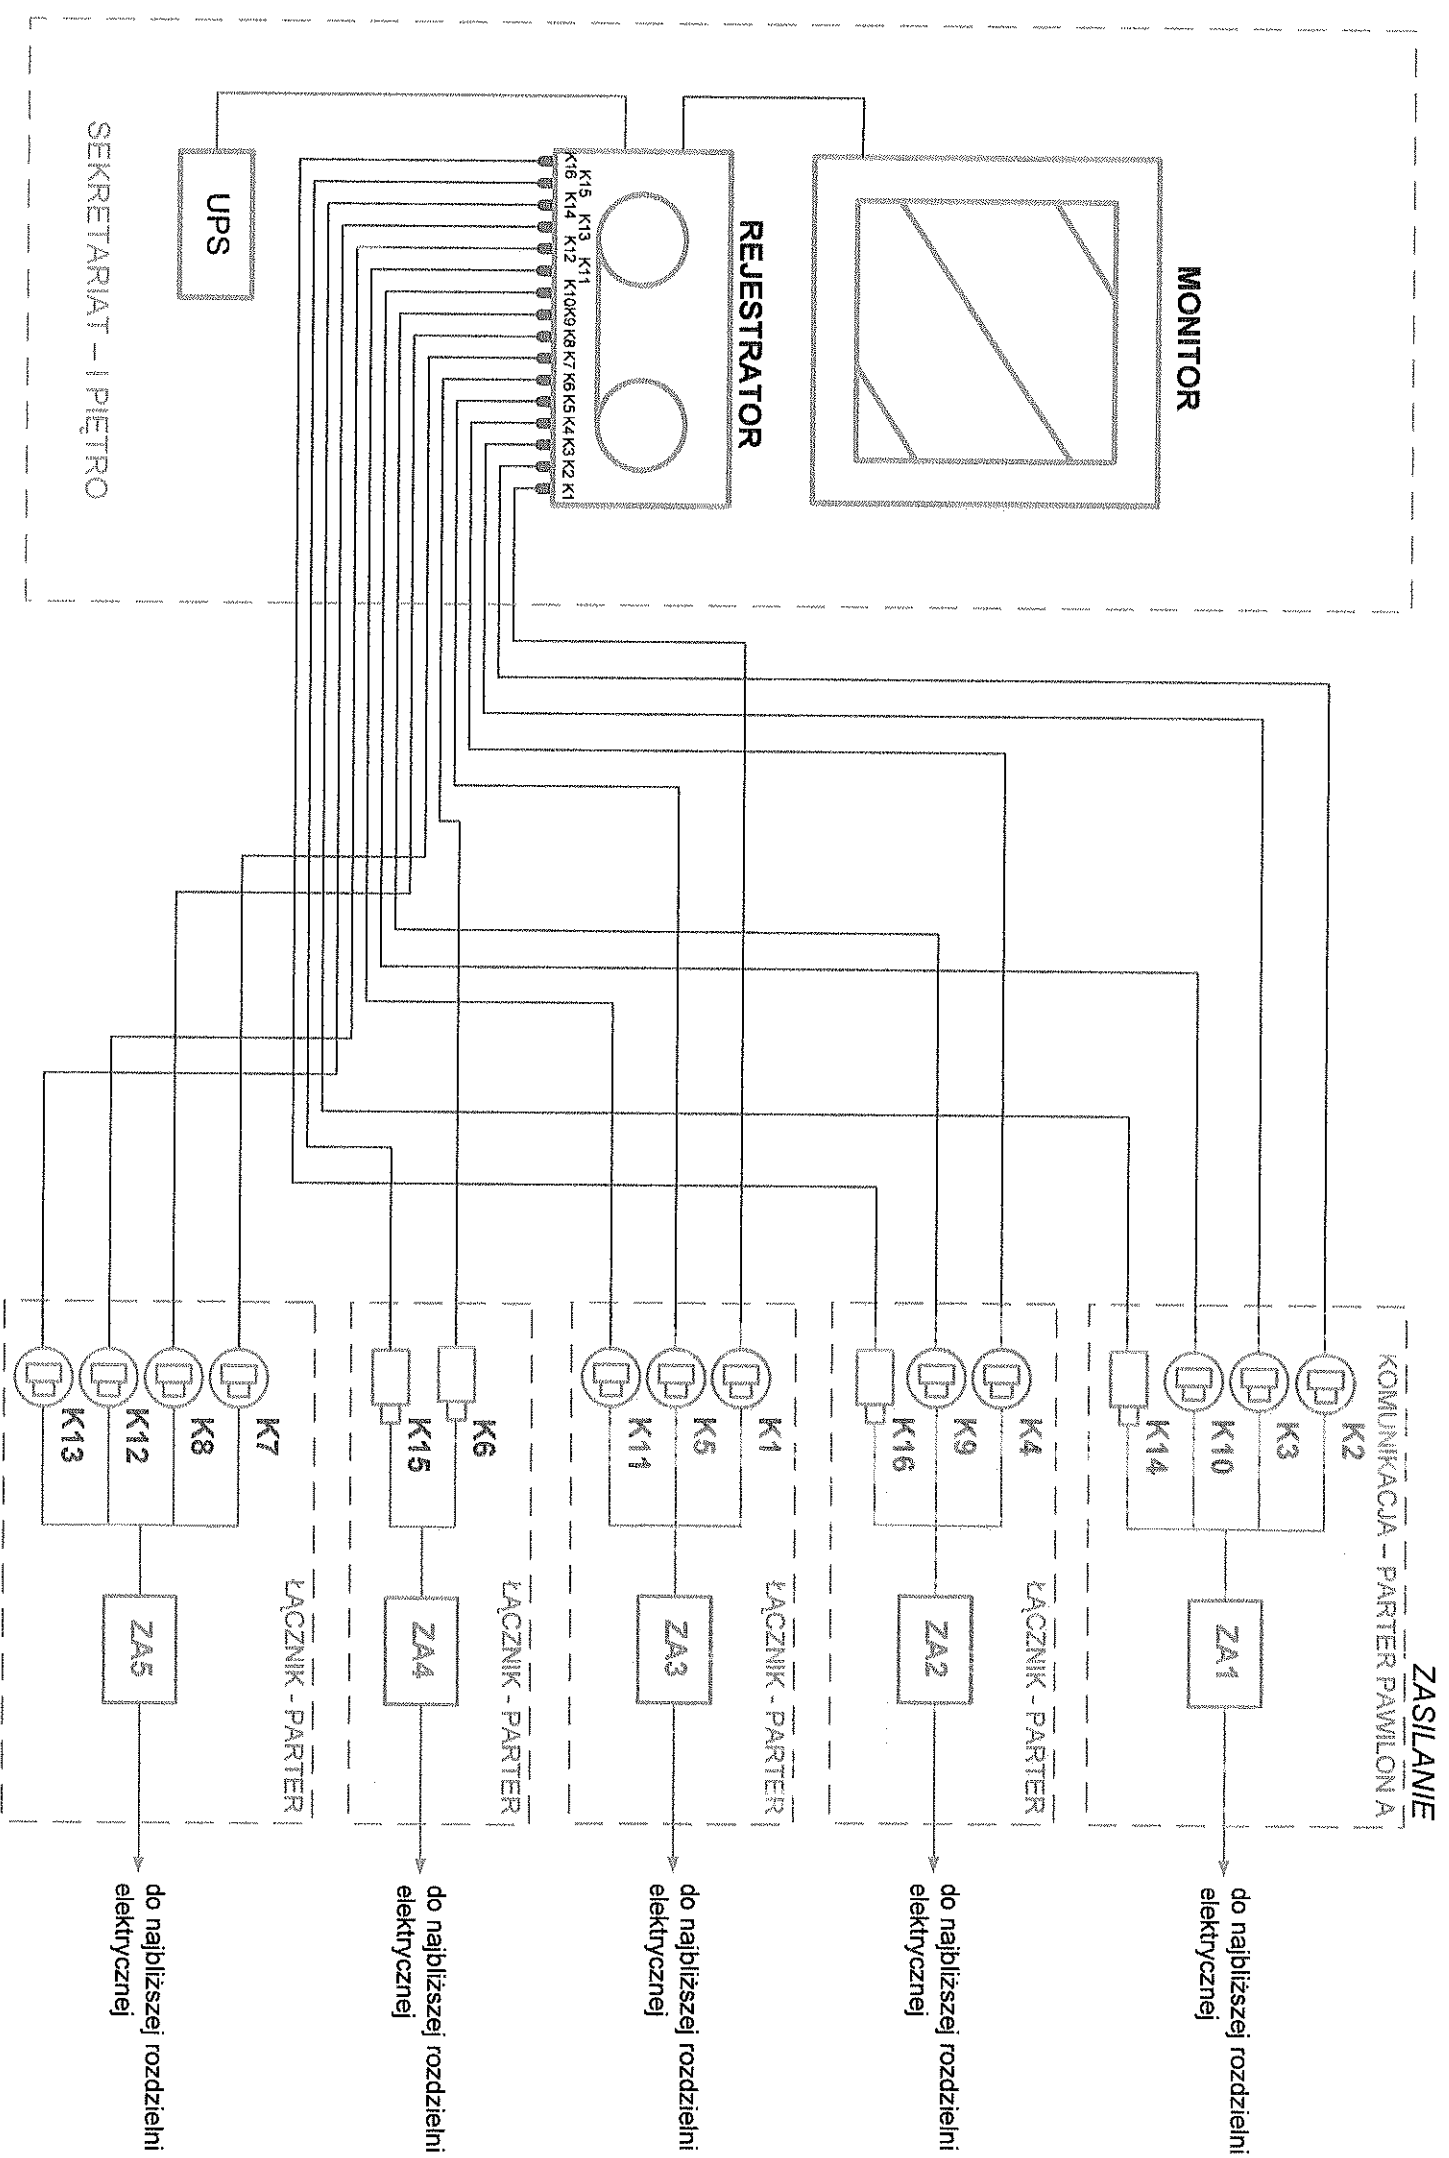 ZASILANIE
MONITOR
REJESTRATOR
K15 K13 K11
K16 K14 K12 K10 K9 K8 K7 K6 K5 K4 K3 K2 K1
UPS
SEKRETARIAT – I PIĘTRO
KOMUNIKACJA – PARTER PAWILON A
K2
K3
K10
K14
ZA1
do najbliższej rozdzielni
elektrycznej
ŁĄCZNIK - PARTER
K4
K9
K16
ZA2
do najbliższej rozdzielni
elektrycznej
ŁĄCZNIK - PARTER
K1
K5
K11
ZA3
do najbliższej rozdzielni
elektrycznej
ŁĄCZNIK - PARTER
K6
K15
ZA4
do najbliższej rozdzielni
elektrycznej
ŁĄCZNIK - PARTER
K7
K8
K12
K13
ZA5
do najbliższej rozdzielni
elektrycznej